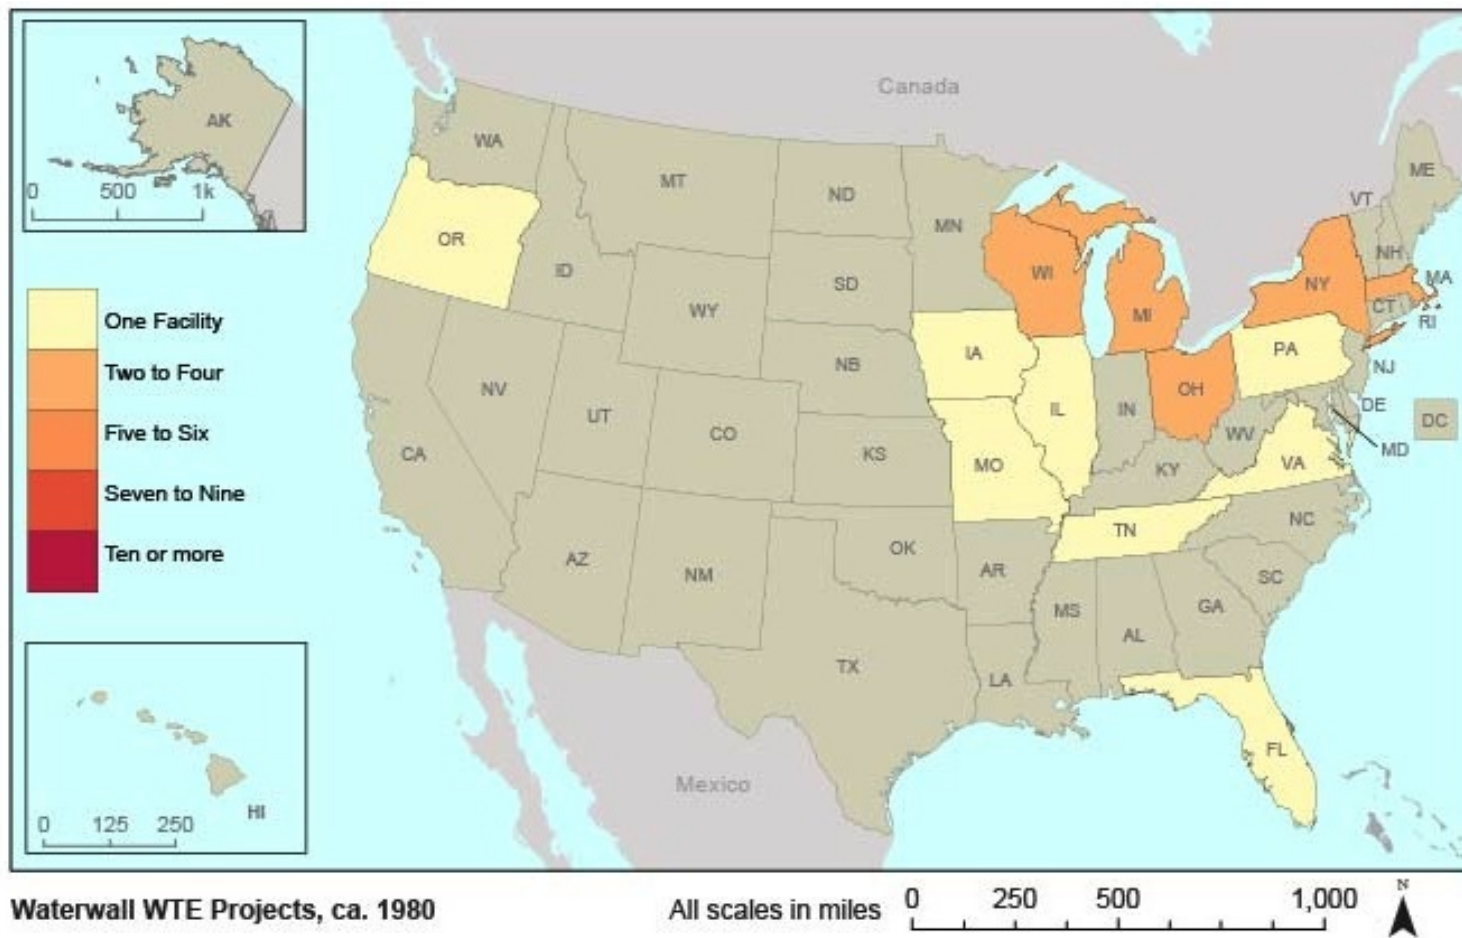 Canada
AK
0 500 1k
WA
MT
ND
MN
ME
VT
NH
OR
ID
SD
WI
MI
NY
MA
CT
RI
WY
One Facility
Two to Four
Five to Six
Seven to Nine
Ten or more
IA
PA
NJ
NB
NV
UT
CO
IL
IN
OH
DE
DC
WV
MD
CA
KS
MO
KY
VA
AZ
NM
OK
AR
TN
NC
SC
MS
AL
GA
TX
LA
FL
Mexico
HI
0 125 250
Waterwall WTE Projects, ca. 1980
All scales in miles
0 250 500 1,000
N